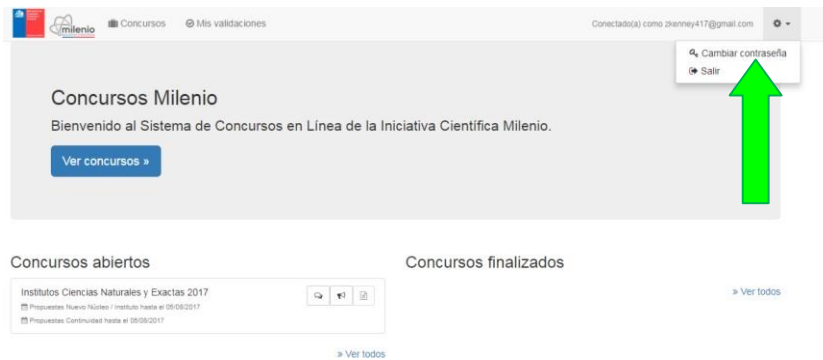 milenio
Concursos
Mis validaciones
Conectado(a) como zkenney417@gmail.com
Cambiar contraseña
Salir
Concursos Milenio
Bienvenido al Sistema de Concursos en Línea de la Iniciativa Científica Milenio.
Ver concursos »
Concursos abiertos
Concursos finalizados
Institutos Ciencias Naturales y Exactas 2017
Propuestas Nuevo Núcleo / Instituto hasta el 05/08/2017
Propuestas Continuidad hasta el 05/08/2017
» Ver todos
» Ver todos